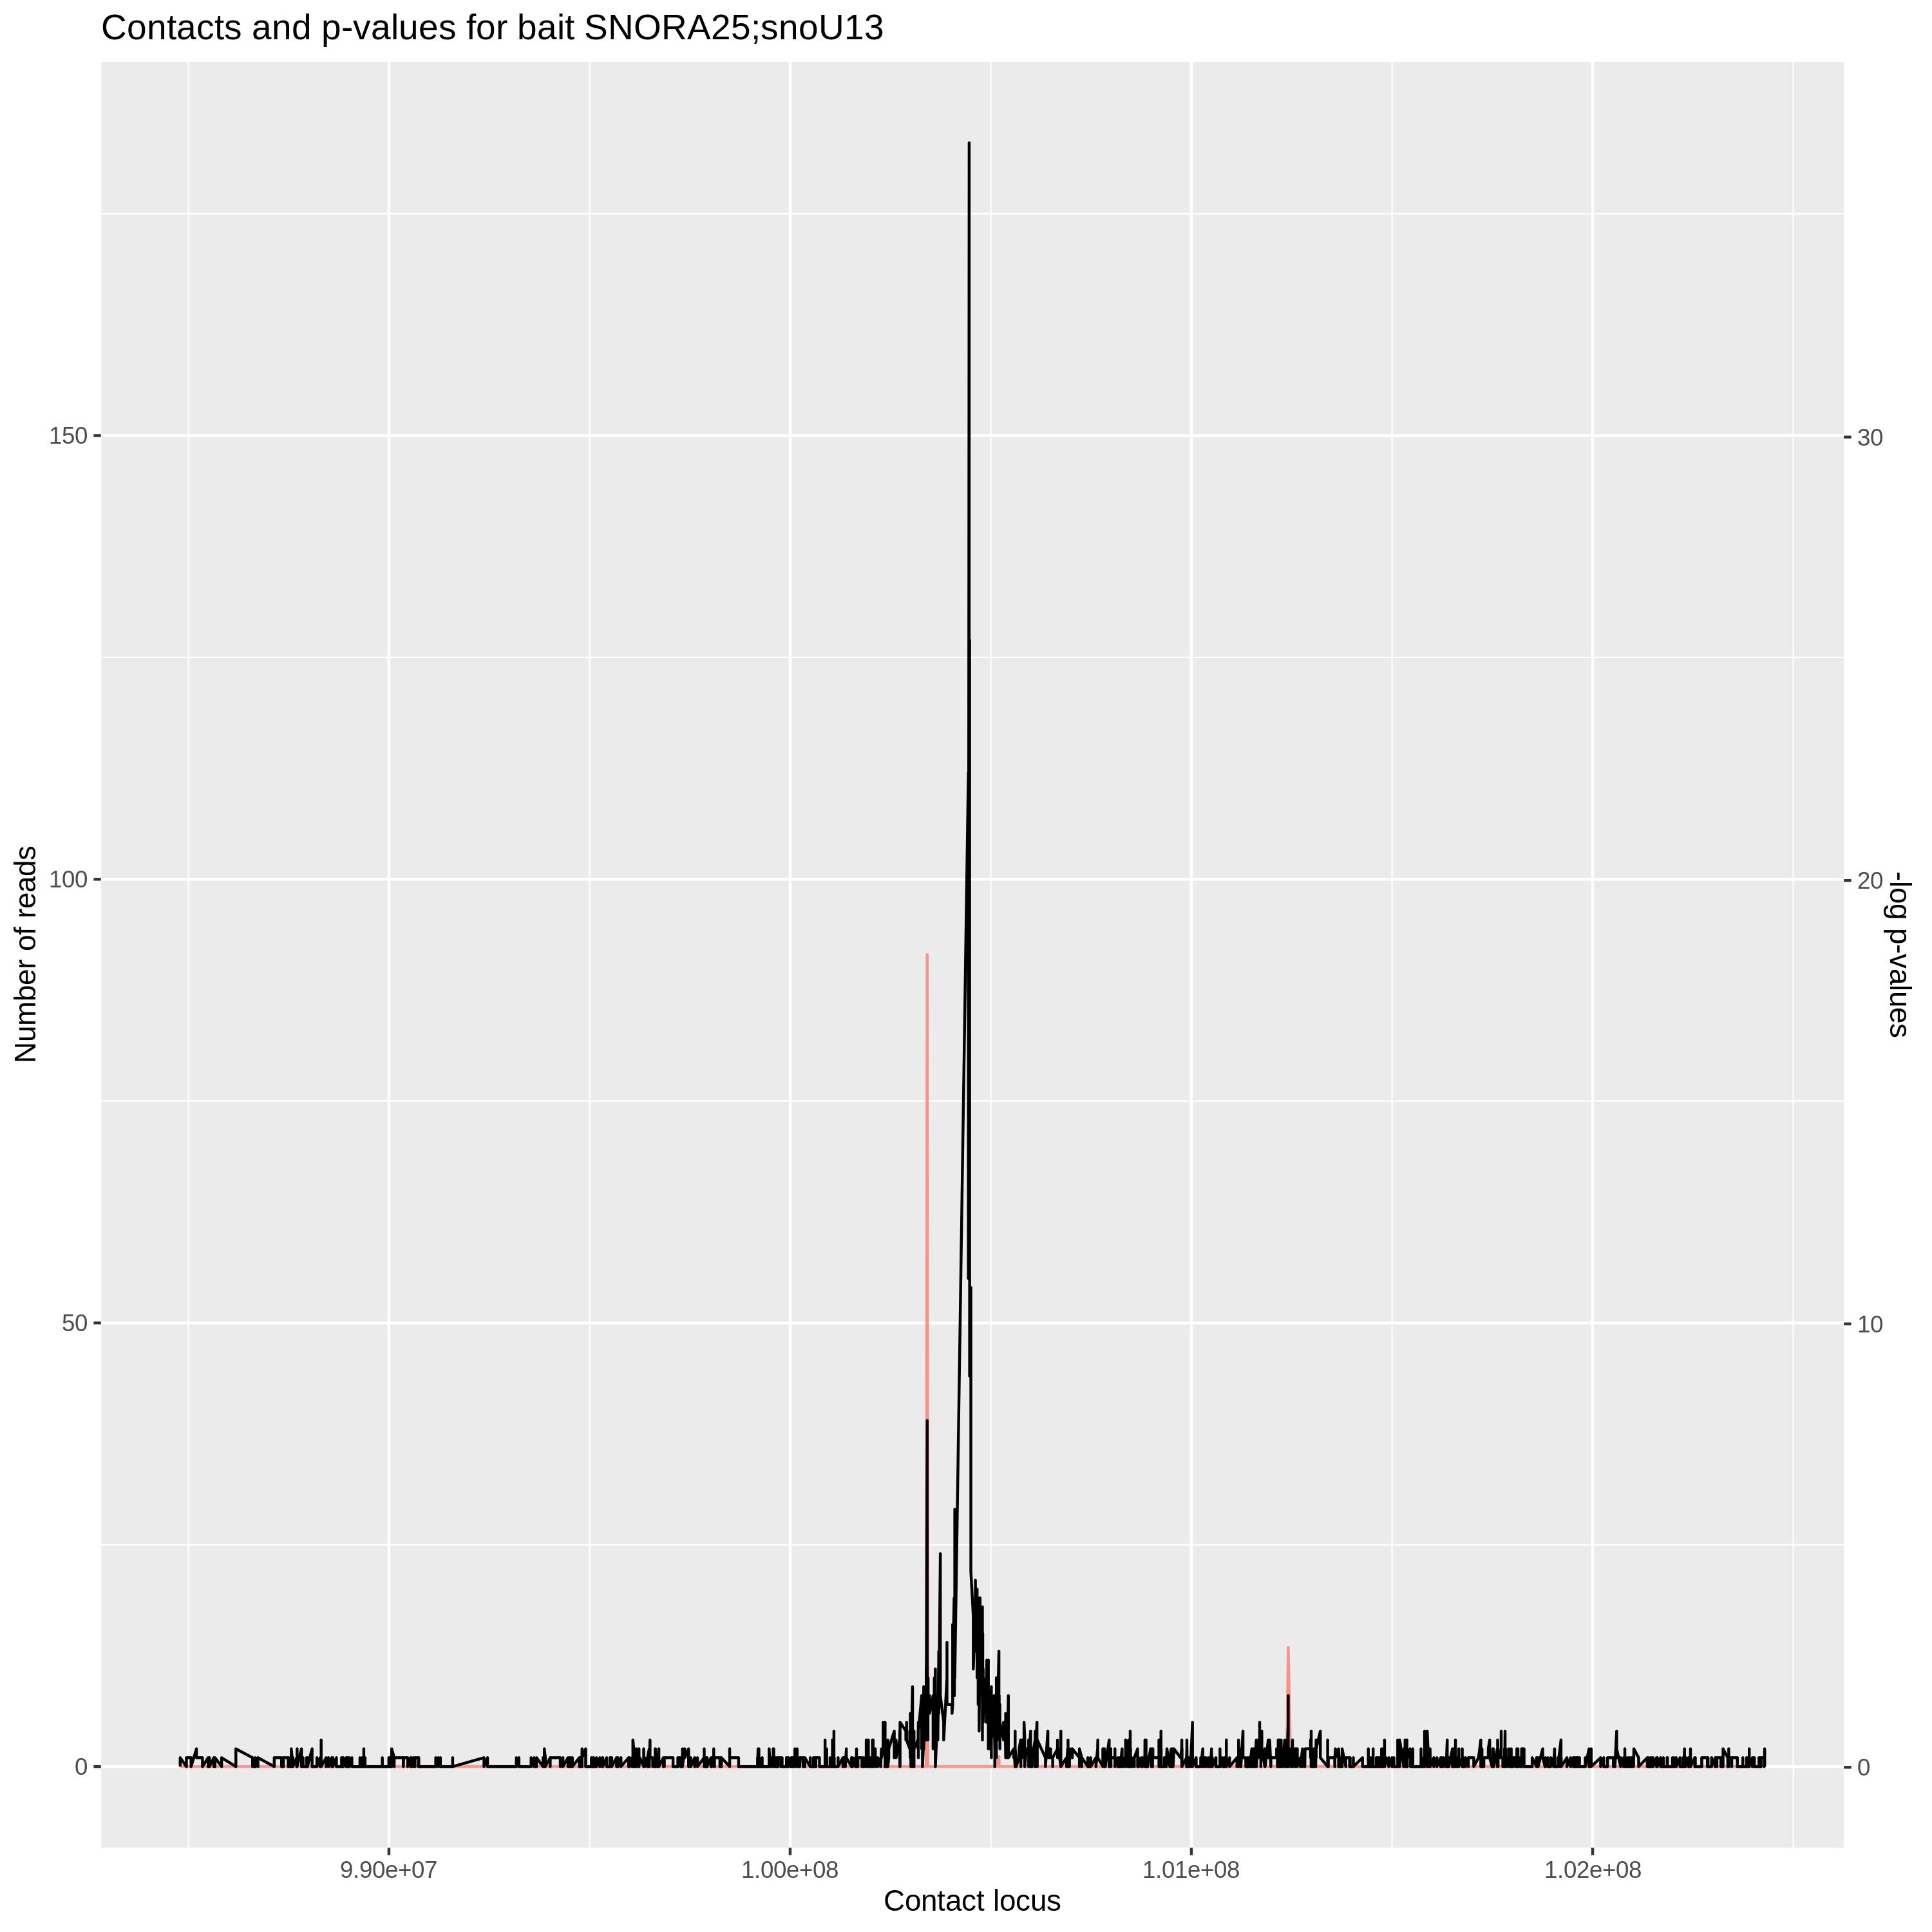 Contacts and p-values for bait SNORA25;snoU13
150
100
50
0
Number of reads
30
20
10
0
-log p-values
9.90e+07
1.00e+08
1.01e+08
1.02e+08
Contact locus